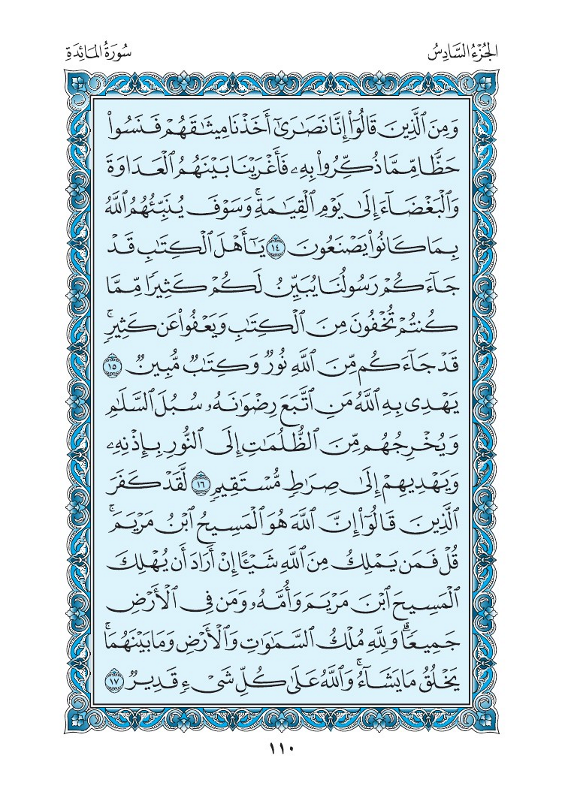 الجُزْءُ السَّادِسُ
سُورَةُ المَائِدَةِ
وَمِنَ ٱلَّذِينَ قَالُوٓاْ إِنَّا نَصَٰرَىٰٓ أَخَذۡنَا مِيثَٰقَهُمۡ فَنَسُواْ
حَظّٗا مِّمَّا ذُكِّرُواْ بِهِۦ فَأَغۡرَيۡنَا بَيۡنَهُمُ ٱلۡعَدَاوَةَ
وَٱلۡبَغۡضَآءَ إِلَىٰ يَوۡمِ ٱلۡقِيَٰمَةِۚ وَسَوۡفَ يُنَبِّئُهُمُ ٱللَّهُ
بِمَا كَانُواْ يَصۡنَعُونَ ١٤ يَٰٓأَهۡلَ ٱلۡكِتَٰبِ قَدۡ
جَآءَكُمۡ رَسُولُنَا يُبَيِّنُ لَكُمۡ كَثِيرٗا مِّمَّا
كُنتُمۡ تُخۡفُونَ مِنَ ٱلۡكِتَٰبِ وَيَعۡفُواْ عَن كَثِيرٖۚ
قَدۡ جَآءَكُم مِّنَ ٱللَّهِ نُورٞ وَكِتَٰبٞ مُّبِينٞ ١٥
يَهۡدِي بِهِ ٱللَّهُ مَنِ ٱتَّبَعَ رِضۡوَٰنَهُۥ سُبُلَ ٱلسَّلَٰمِ
وَيُخۡرِجُهُم مِّنَ ٱلظُّلُمَٰتِ إِلَى ٱلنُّورِ بِإِذۡنِهِۦ
وَيَهۡدِيهِمۡ إِلَىٰ صِرَٰطٖ مُّسۡتَقِيمٖ ١٦ لَّقَدۡ كَفَرَ
ٱلَّذِينَ قَالُوٓاْ إِنَّ ٱللَّهَ هُوَ ٱلۡمَسِيحُ ٱبۡنُ مَرۡيَمَۚ
قُلۡ فَمَن يَمۡلِكُ مِنَ ٱللَّهِ شَيۡـًٔا إِنۡ أَرَادَ أَن يُهۡلِكَ
ٱلۡمَسِيحَ ٱبۡنَ مَرۡيَمَ وَأُمَّهُۥ وَمَن فِي ٱلۡأَرۡضِ
جَمِيعٗاۗ وَلِلَّهِ مُلۡكُ ٱلسَّمَٰوَٰتِ وَٱلۡأَرۡضِ وَمَا بَيۡنَهُمَاۚ
يَخۡلُقُ مَا يَشَآءُۚ وَٱللَّهُ عَلَىٰ كُلِّ شَيۡءٖ قَدِيرٞ ١٧
١١٠